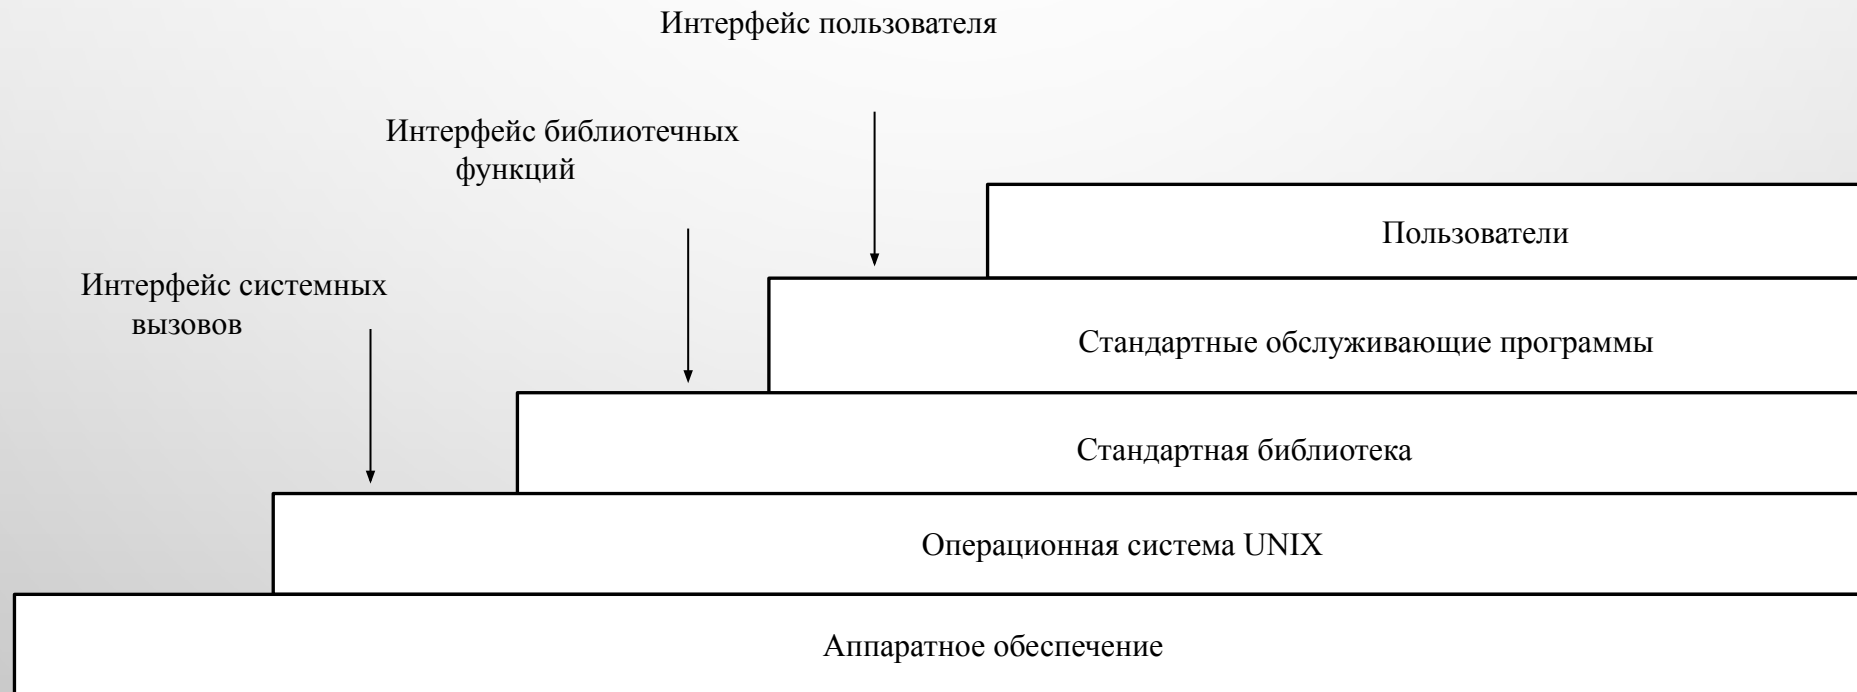 Интерфейс пользователя
Интерфейс библиотечных
функций
Пользователи
Интерфейс системных
вызовов
Стандартные обслуживающие программы
Стандартная библиотека
Операционная система UNIX
Аппаратное обеспечение